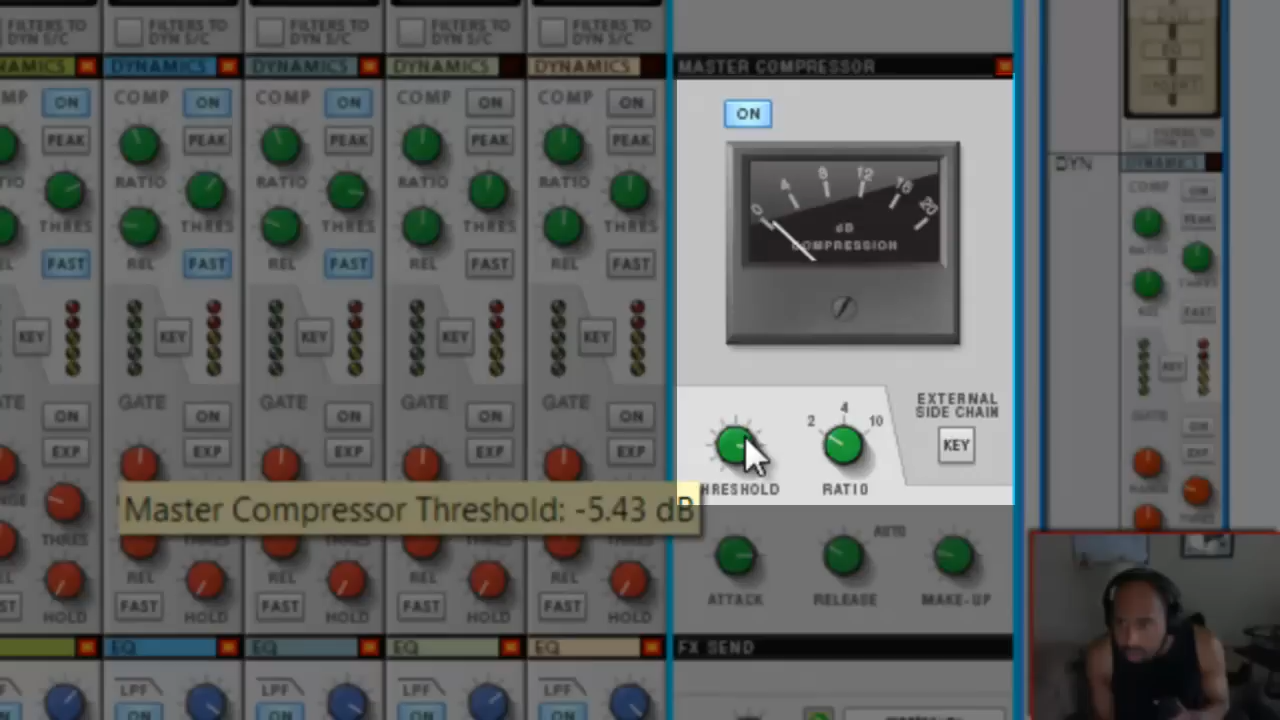 FILTERS TO DYN S/C
FILTERS TO DYN S/C
FILTERS TO DYN S/C
FILTERS TO DYN S/C
FILTERS TO DYN S/C
DYNAMICS DYNAMICS DYNAMICS DYNAMICS MASTER COMPRESSOR
COMP ON COMP ON COMP ON COMP ON
ON
PEAK PEAK PEAK PEAK PEAK
RATIO RATIO RATIO RATIO
THRES THRES THRES THRES THRES
REL REL REL REL
FAST FAST FAST FAST FAST
KEY KEY KEY KEY KEY
0 4 8 12 16 20
dB
COMPRESSION
GATE GATE GATE GATE
ON ON ON ON ON
EXP EXP EXP EXP EXP
2 4 10
EXTERNAL
SIDE CHAIN
KEY
HRESHOLD RATIO
Master Compressor Threshold: -5.43 dB
THRES THRES THRES THRES THRES
REL REL REL REL
HOLD HOLD HOLD HOLD HOLD
FAST FAST FAST FAST
AUTO
ATTACK RELEASE MAKE-UP
EQ EQ EQ EQ FX SEND
LPF LPF LPF LPF
ON ON ON ON
DYN
DYNAMICS
COMP ON
PEAK
KEY
GATE
ON
EXP